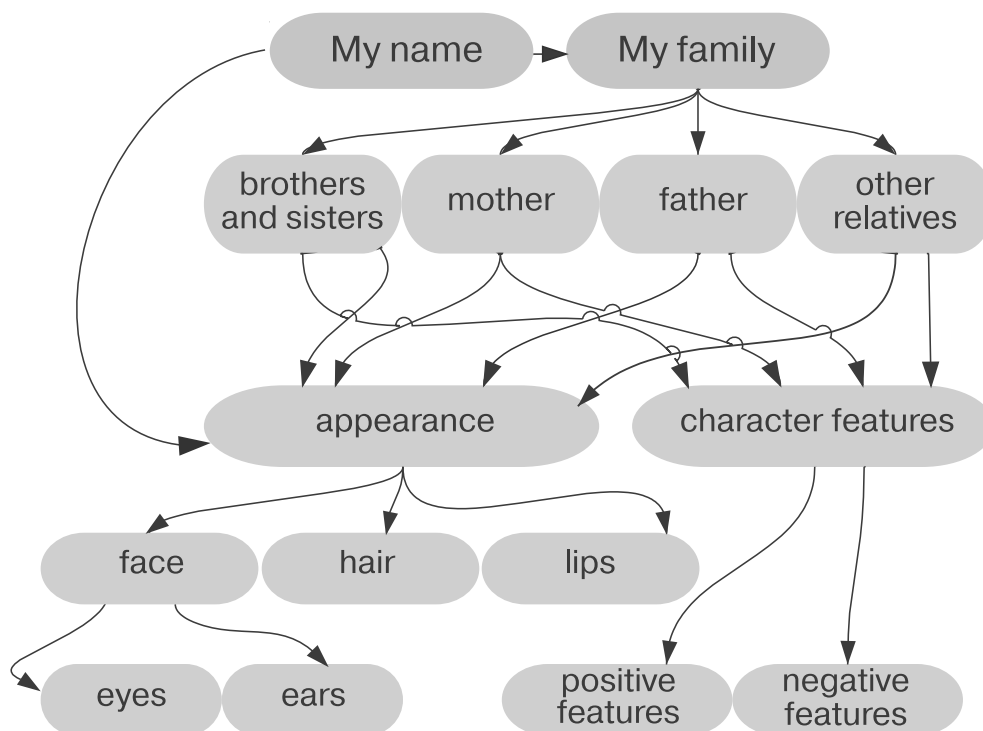 My name
My family
brothers
and sisters
mother
father
other
relatives
appearance
character features
face
hair
lips
eyes
ears
positive
features
negative
features